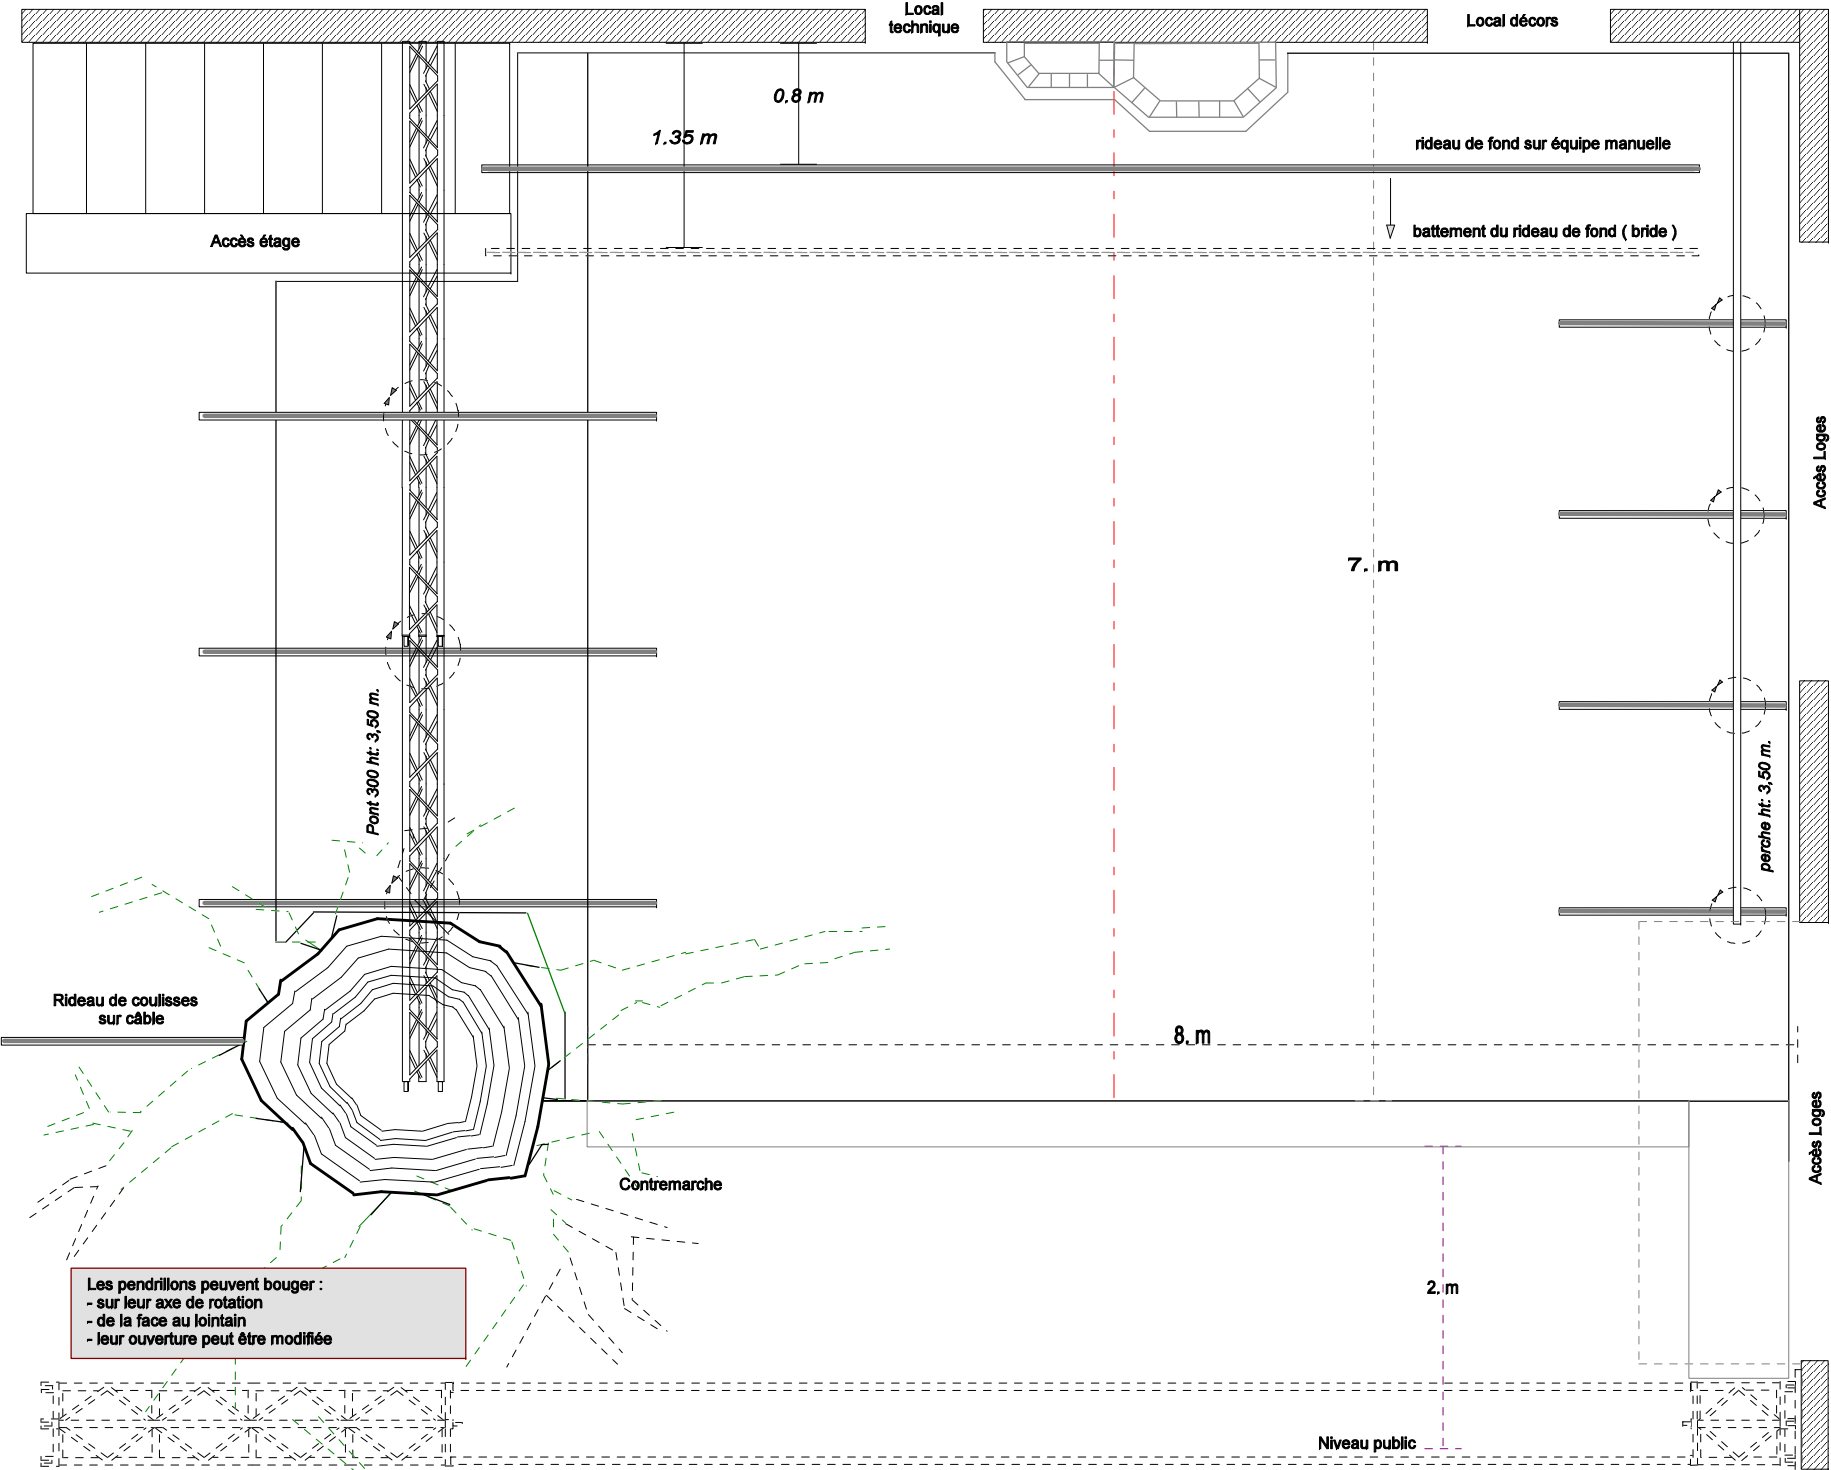 Local
technique
Local décors
0.8 m
1.35 m
rideau de fond sur équipe manuelle
Accès étage
battement du rideau de fond ( bride )
Accès Loges
7. m
Pont 300 ht: 3,50 m.
perche ht: 3,50 m.
Rideau de coulisses
sur câble
8. m
Accès Loges
Contremarche
Les pendrillons peuvent bouger :
- sur leur axe de rotation
- de la face au lointain
- leur ouverture peut être modifiée
2. m
Niveau public